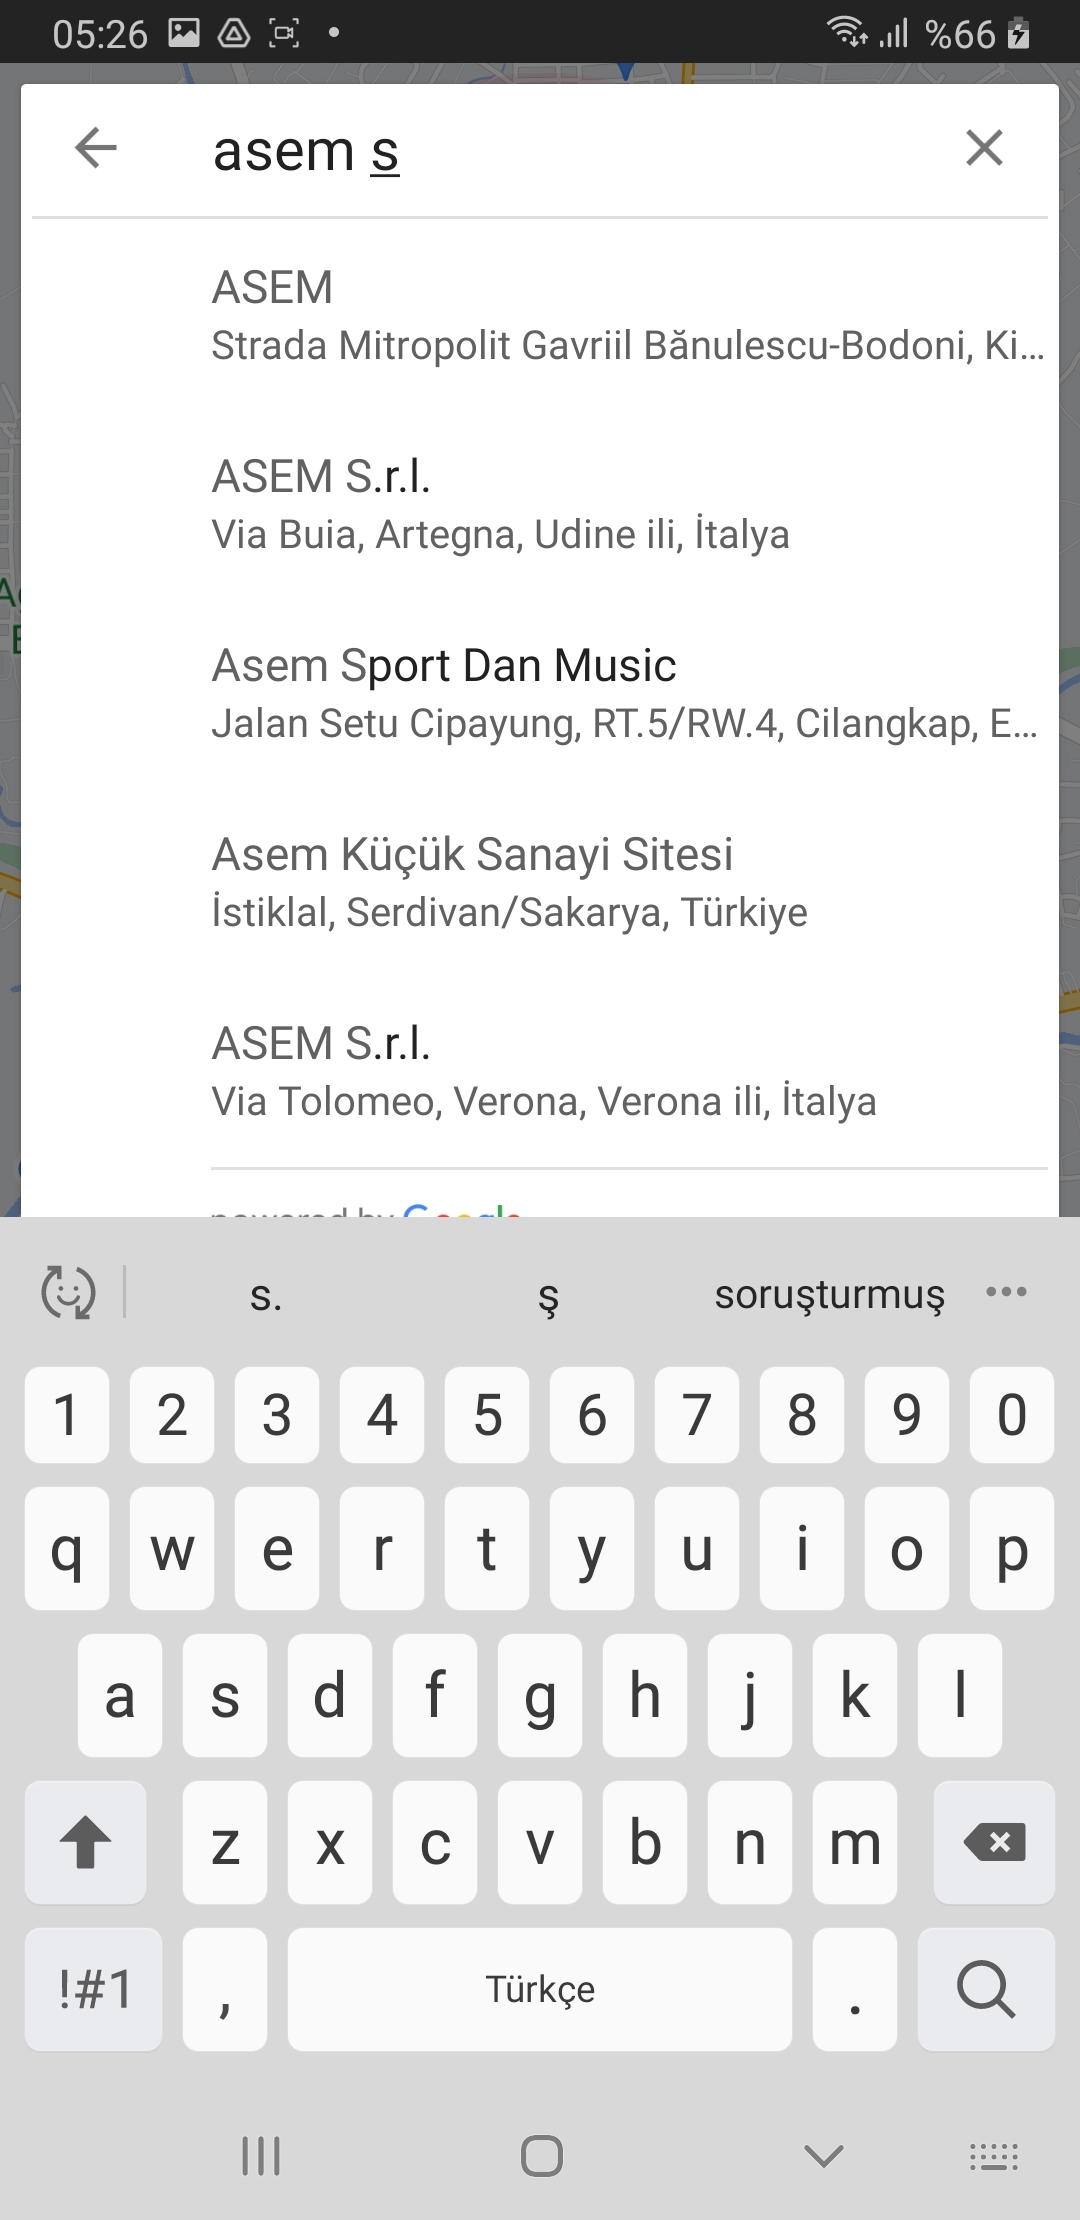 05:26 %66
asem s
ASEM
Strada Mitropolit Gavriil Bănulescu-Bodoni, Ki...
ASEM S.r.l.
Via Buia, Artegna, Udine ili, İtalya
Asem Sport Dan Music
Jalan Setu Cipayung, RT.5/RW.4, Cilangkap, E...
Asem Küçük Sanayi Sitesi
İstiklal, Serdivan/Sakarya, Türkiye
ASEM S.r.l.
Via Tolomeo, Verona, Verona ili, İtalya
powered by Google
s. ş soruşturmuş
1 2 3 4 5 6 7 8 9 0
q w e r t y u i o p
a s d f g h j k l
z x c v b n m
!#1 , Türkçe .